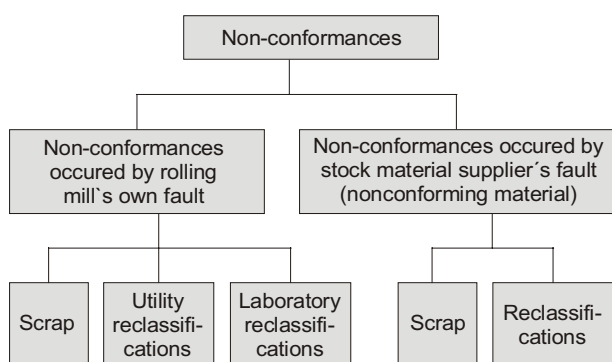 Non-conformances
Non-conformances
occured by rolling
mill`s own fault
Non-conformances occured by
stock material supplier´s fault
(nonconforming material)
Scrap
Utility
reclassifi-
cations
Laboratory
reclassifi-
cations
Scrap
Reclassifi-
cations